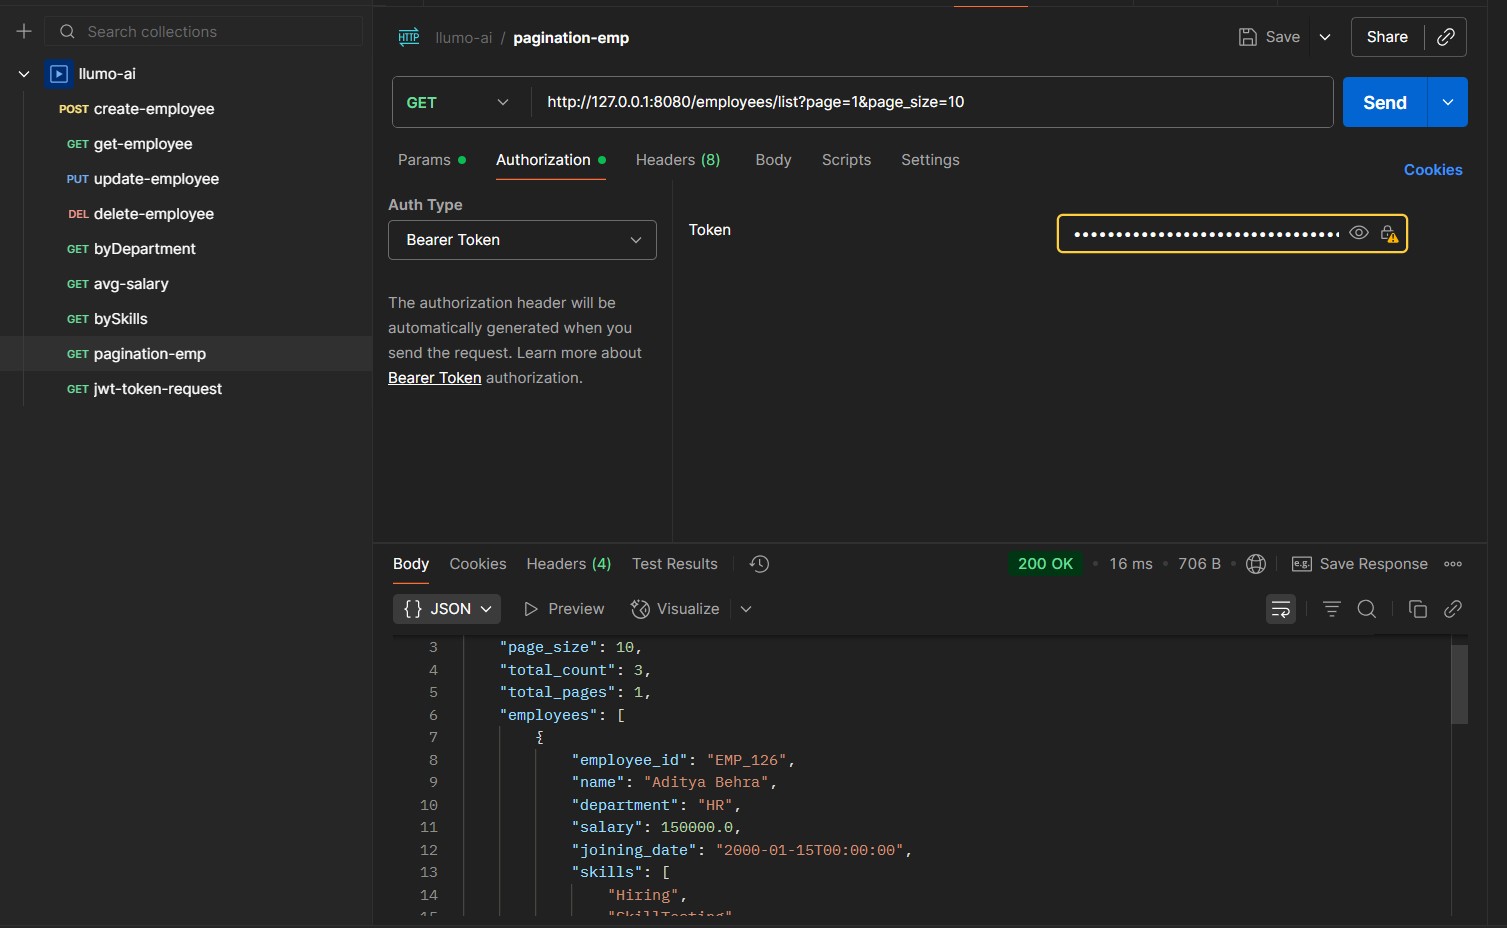 Search collections
llumo-ai
POST create-employee
GET get-employee
PUT update-employee
DEL delete-employee
GET byDepartment
GET avg-salary
GET bySkills
GET pagination-emp
GET jwt-token-request
HTTP llumo-ai / pagination-emp
Save
Share
GET http://127.0.0.1:8080/employees/list?page=1&page_size=10
Send
Params Authorization Headers (8) Body Scripts Settings
Cookies
Auth Type
Bearer Token
The authorization header will be
automatically generated when you
send the request. Learn more about
Bearer Token authorization.
Token
Body Cookies Headers (4) Test Results
200 OK • 16 ms • 706 B
e.g. Save Response
{} JSON Preview Visualize
3 "page_size": 10,
4 "total_count": 3,
5 "total_pages": 1,
6 "employees": [
7 {
8 "employee_id": "EMP_126",
9 "name": "Aditya Behra",
10 "department": "HR",
11 "salary": 150000.0,
12 "joining_date": "2000-01-15T00:00:00",
13 "skills": [
14 "Hiring",
15 "SkillTesting"